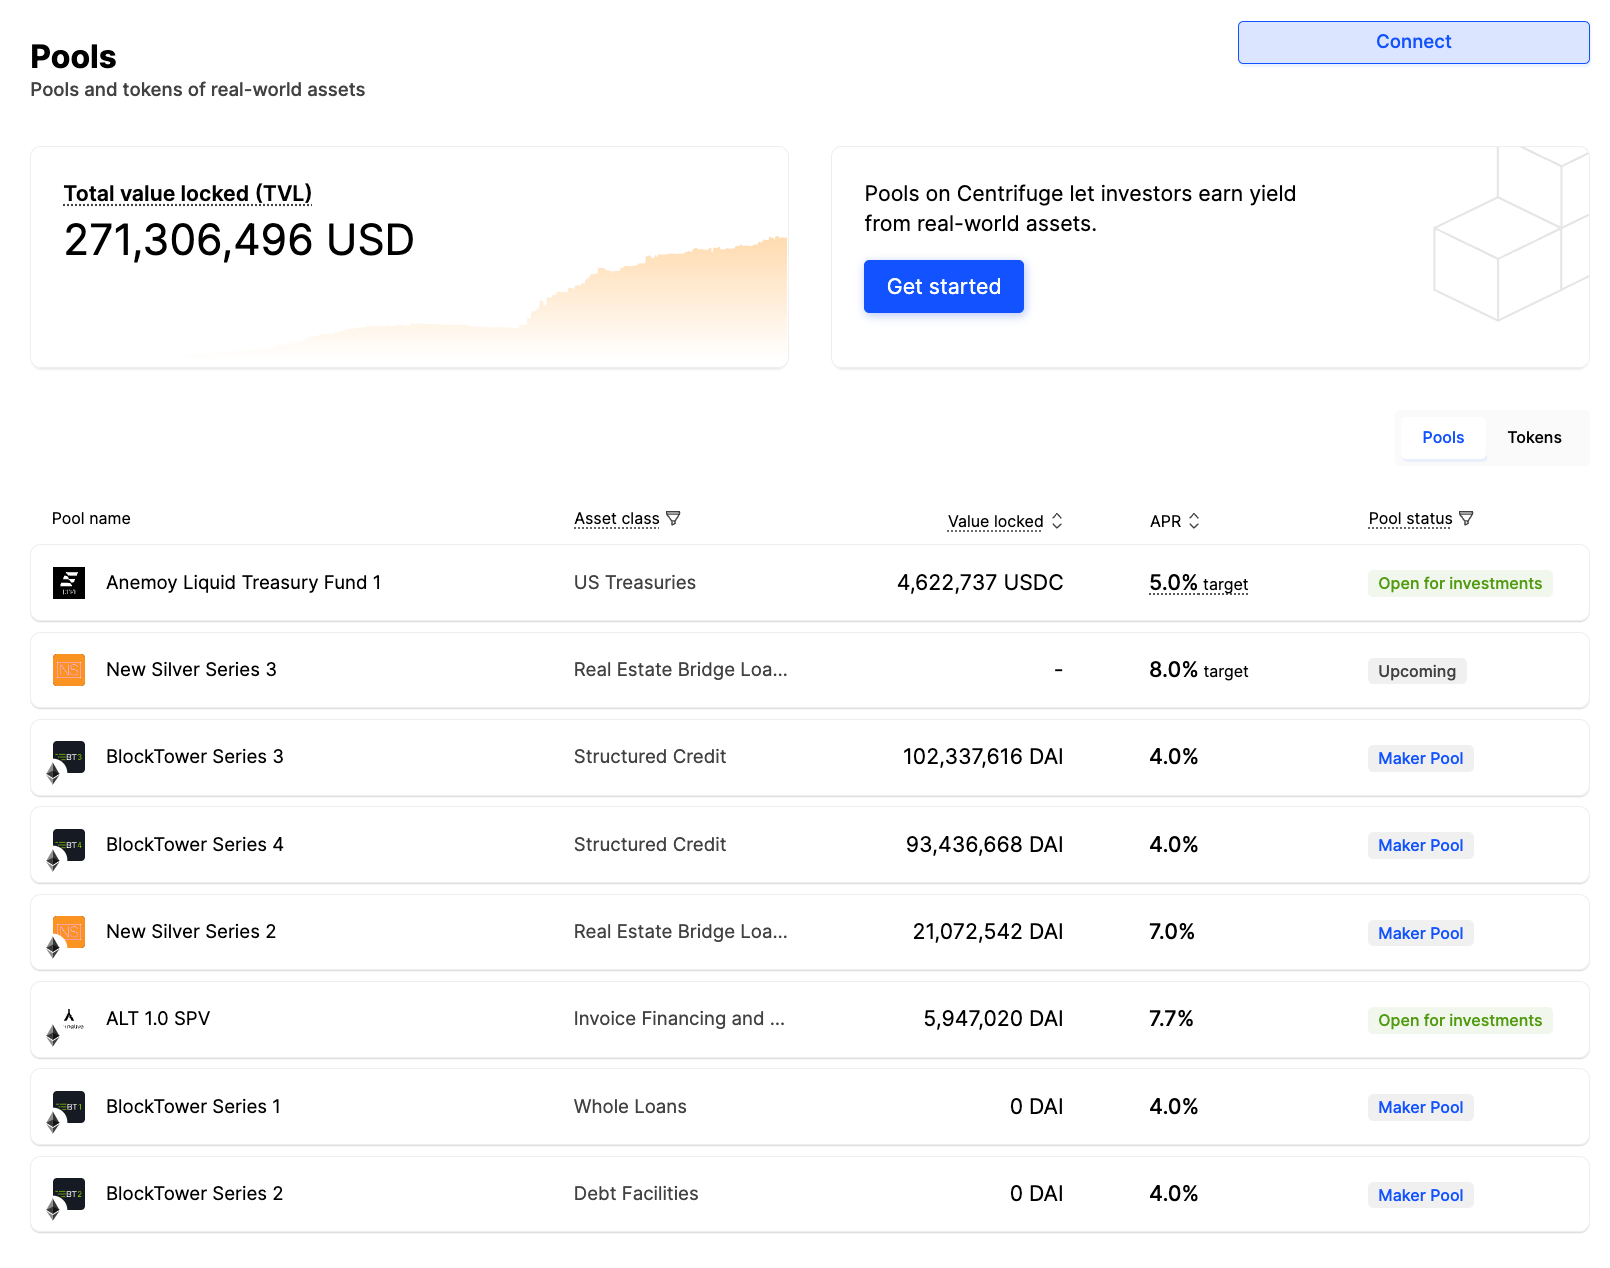 Pools
Connect
Pools and tokens of real-world assets
Total value locked (TVL)
271,306,496 USD
Pools on Centrifuge let investors earn yield
from real-world assets.
Get started
Pools Tokens
Pool name Asset class Value locked APR Pool status
Anemoy Liquid Treasury Fund 1 US Treasuries 4,622,737 USDC 5.0% target Open for investments
NS New Silver Series 3 Real Estate Bridge Loa... - 8.0% target Upcoming
BT3 BlockTower Series 3 Structured Credit 102,337,616 DAI 4.0% Maker Pool
BT4 BlockTower Series 4 Structured Credit 93,436,668 DAI 4.0% Maker Pool
NS New Silver Series 2 Real Estate Bridge Loa... 21,072,542 DAI 7.0% Maker Pool
ALT 1.0 SPV Invoice Financing and ... 5,947,020 DAI 7.7% Open for investments
BT1 BlockTower Series 1 Whole Loans 0 DAI 4.0% Maker Pool
BT2 BlockTower Series 2 Debt Facilities 0 DAI 4.0% Maker Pool